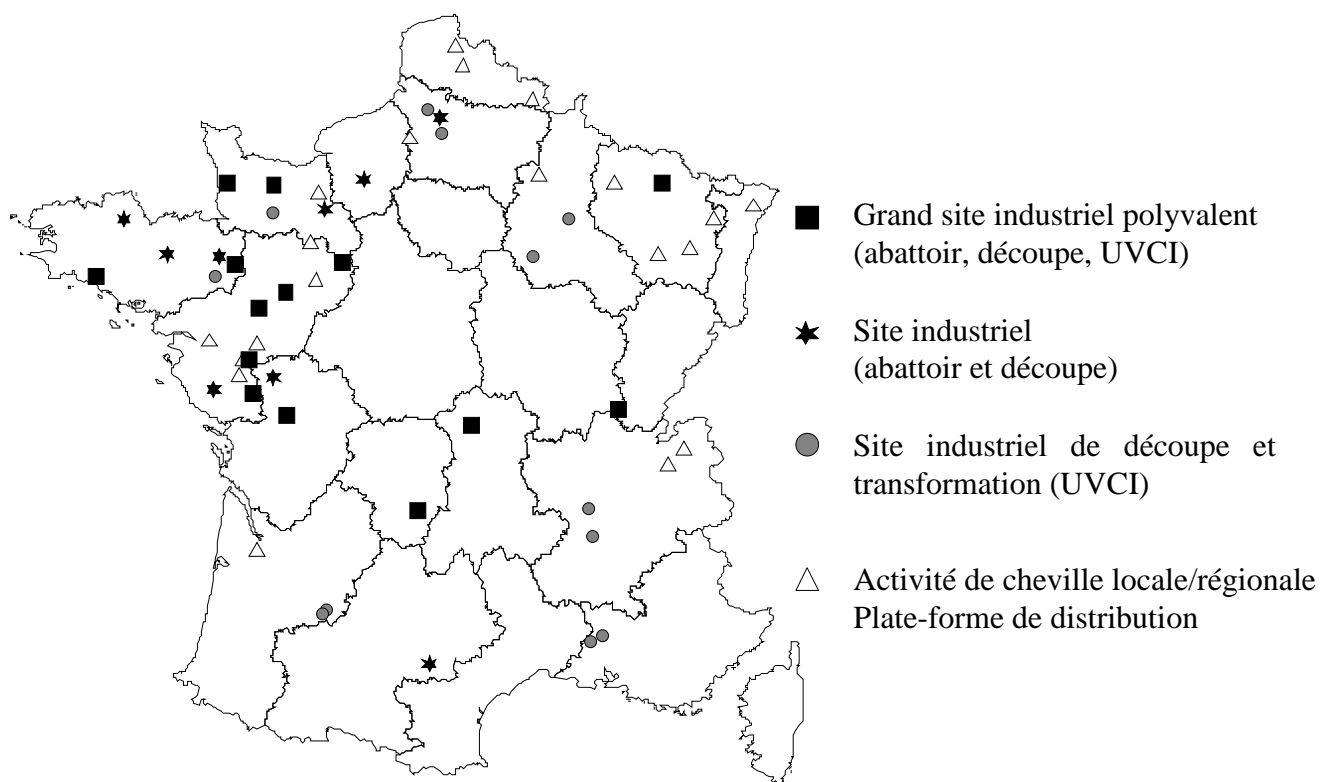 Grand site industriel polyvalent
(abattoir, découpe, UVCI)
Site industriel
(abattoir et découpe)
Site industriel de découpe et
transformation (UVCI)
Activité de cheville locale/régionale
Plate-forme de distribution